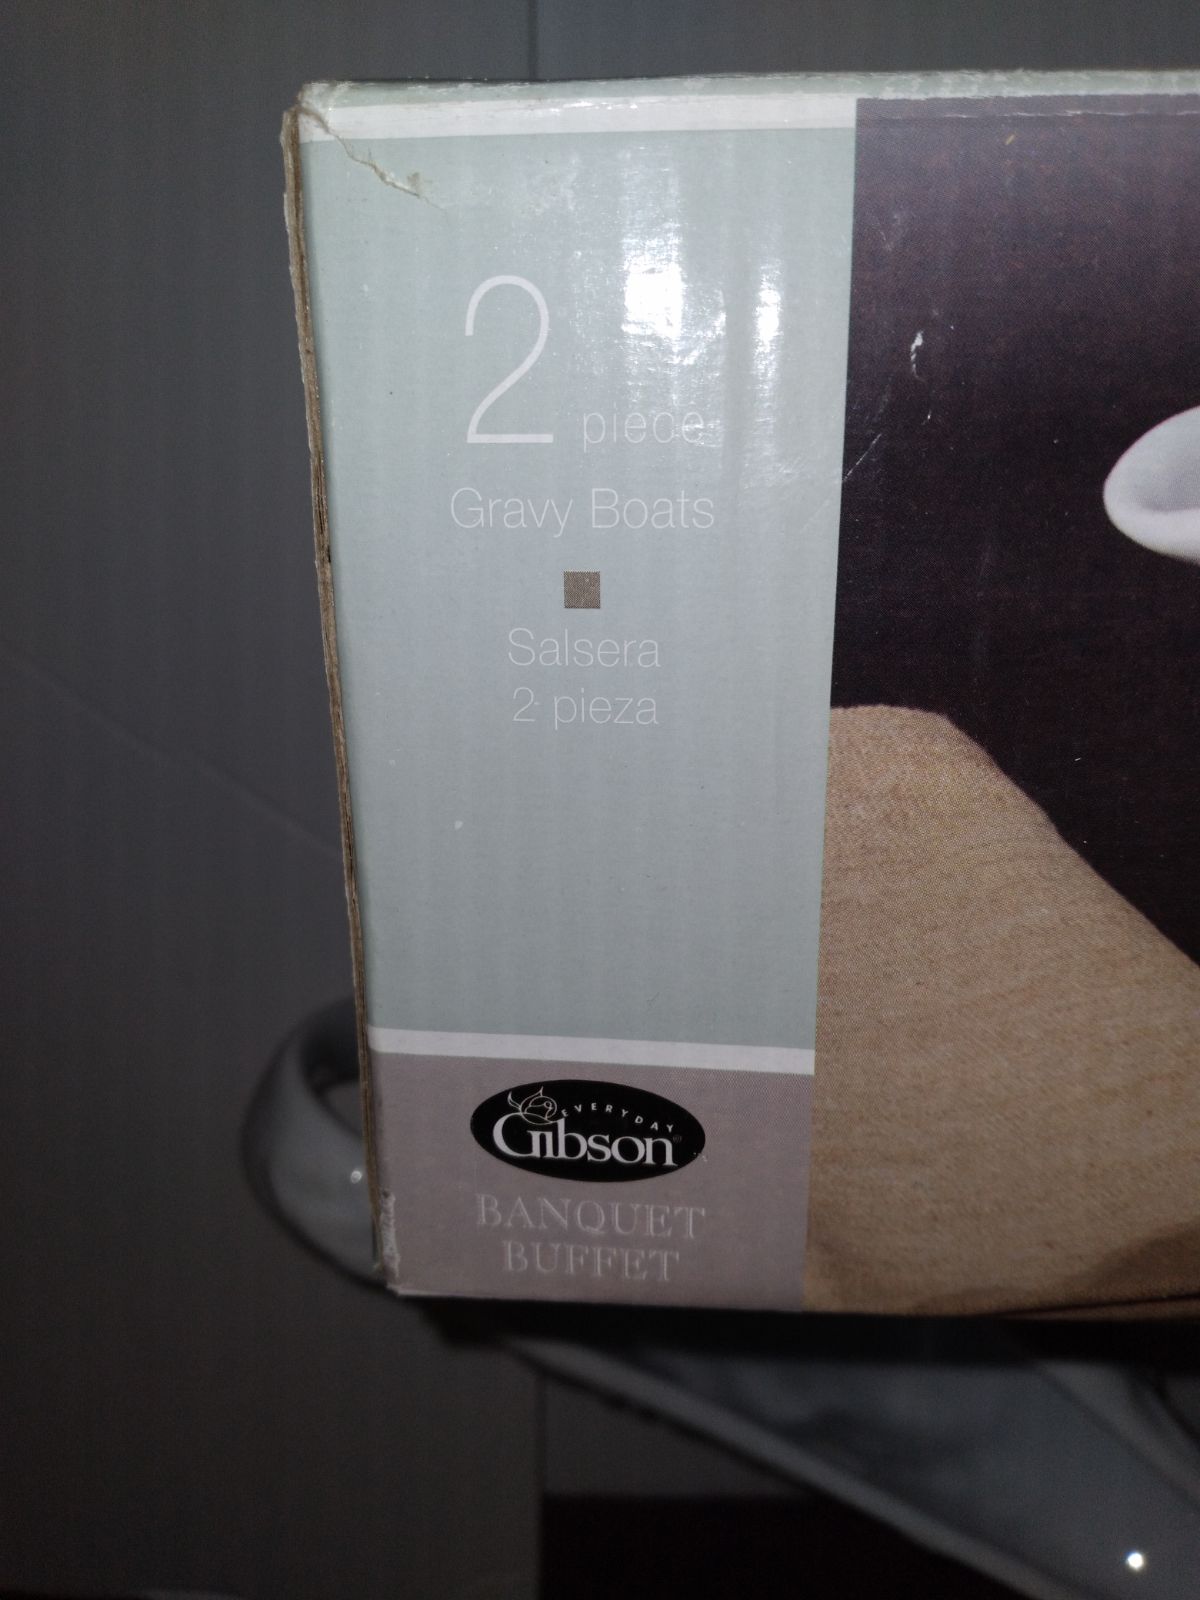 2 piece
Gravy Boats
Salsera
2 pieza
EVERYDAY
Gibson®
BANQUET
BUFFET